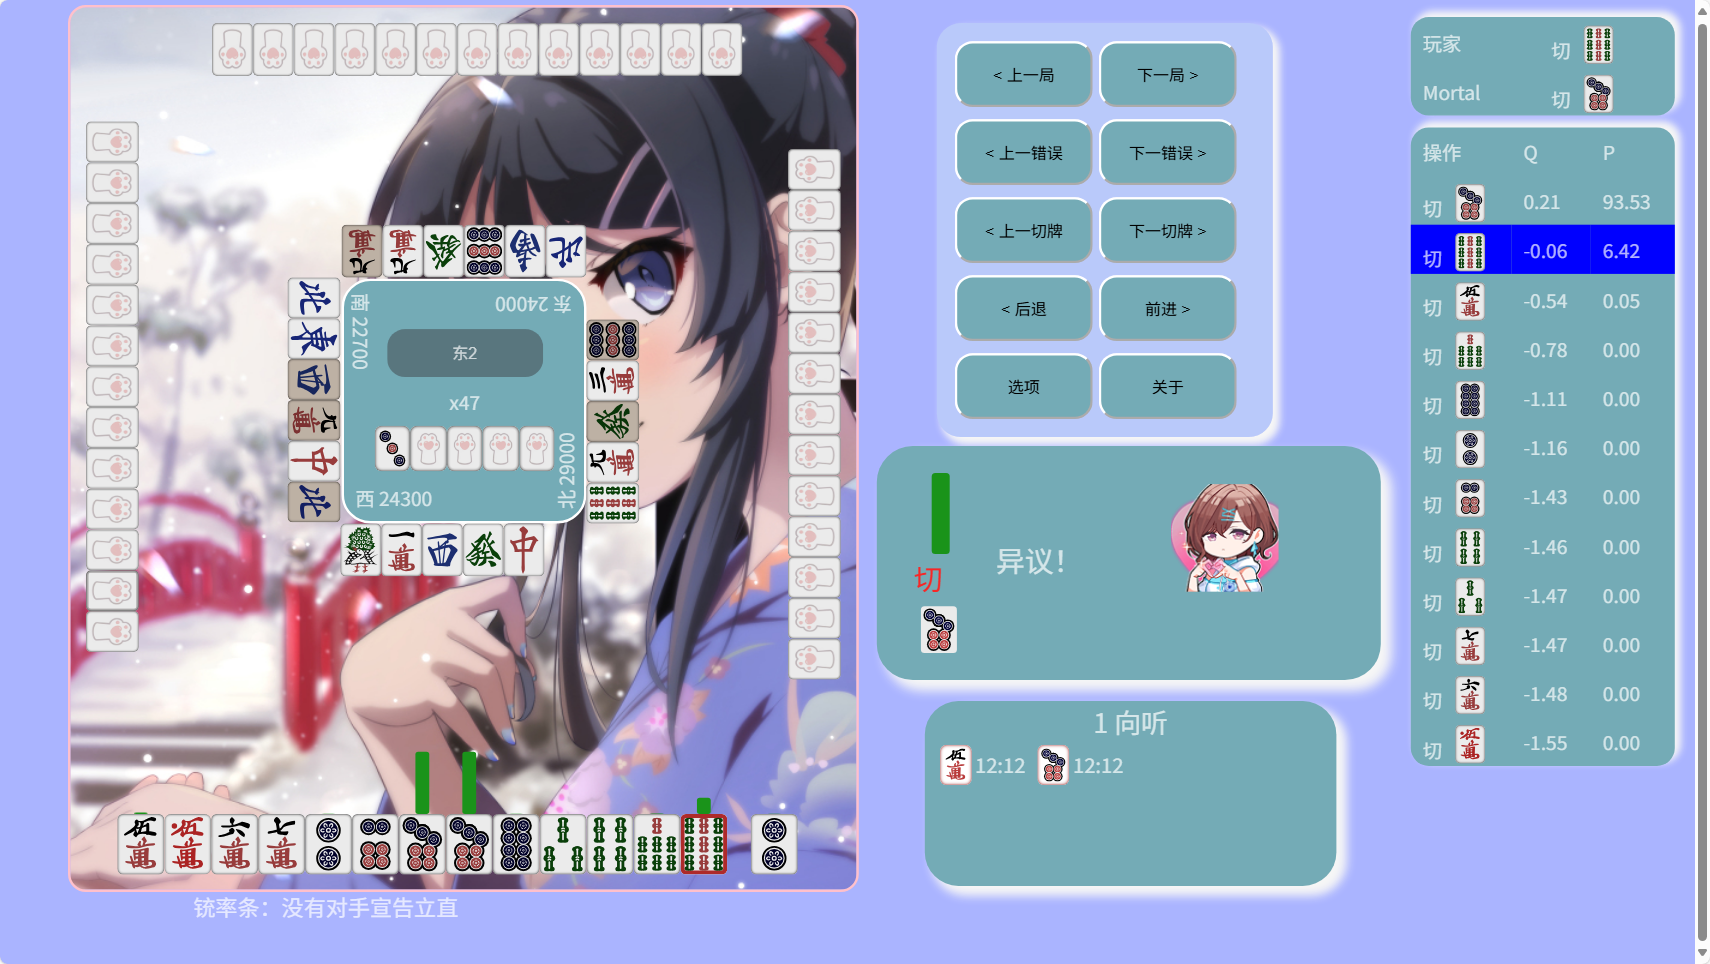 南 22700
东 24000
东2
x47
西 24300
北 29000
铳率条：没有对手宣告立直
< 上一局
下一局 >
< 上一错误
下一错误 >
< 上一切牌
下一切牌 >
< 后退
前进 >
选项
关于
切
异议！
1 向听
12:12
12:12
玩家 切
Mortal 切
操作 Q P
切 0.21 93.53
切 -0.06 6.42
切 -0.54 0.05
切 -0.78 0.00
切 -1.11 0.00
切 -1.16 0.00
切 -1.43 0.00
切 -1.46 0.00
切 -1.47 0.00
切 -1.47 0.00
切 -1.48 0.00
切 -1.55 0.00